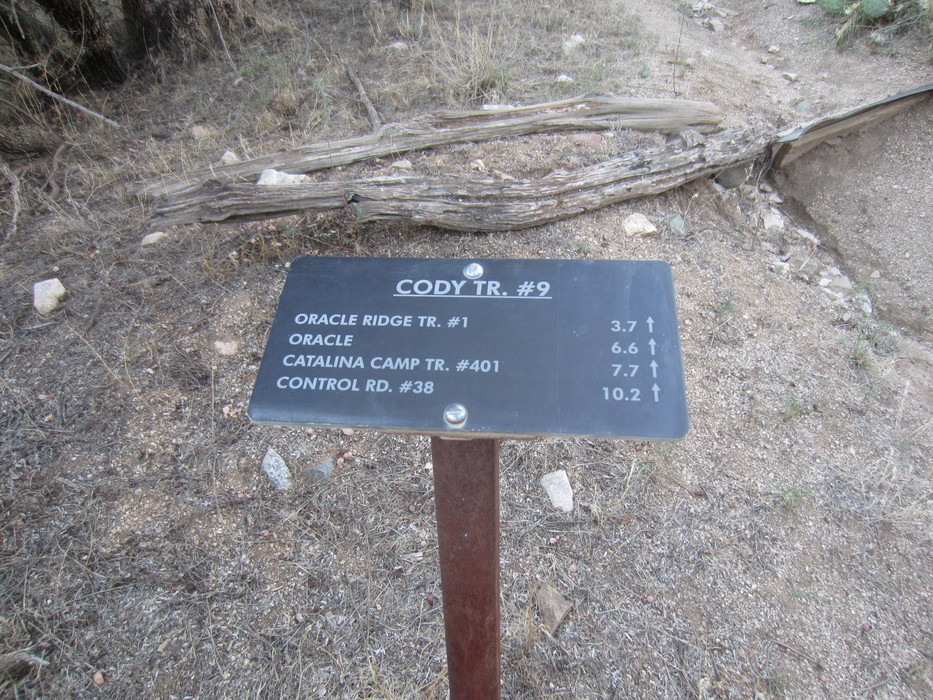 CODY TR. #9
ORACLE RIDGE TR. #1 3.7 ↑
ORACLE 6.6 ↑
CATALINA CAMP TR. #401 7.7 ↑
CONTROL RD. #38 10.2 ↑